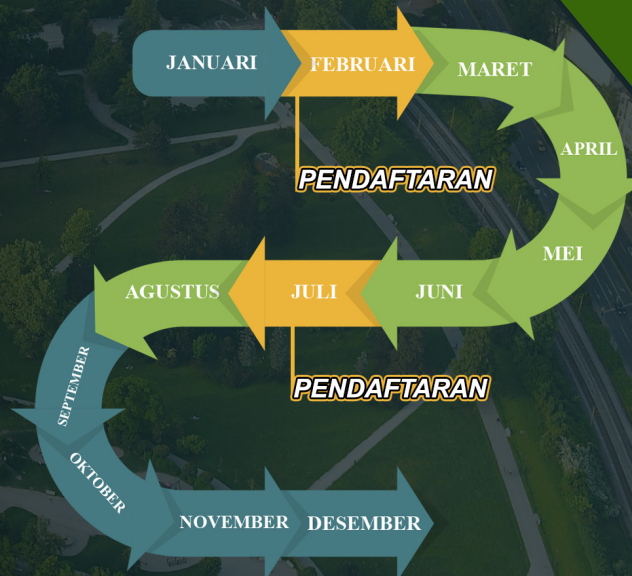 JANUARI
FEBRUARI
MARET
APRIL
PENDAFTARAN
MEI
JUNI
JULI
AGUSTUS
PENDAFTARAN
SEPTEMBER
OKTOBER
NOVEMBER
DESEMBER